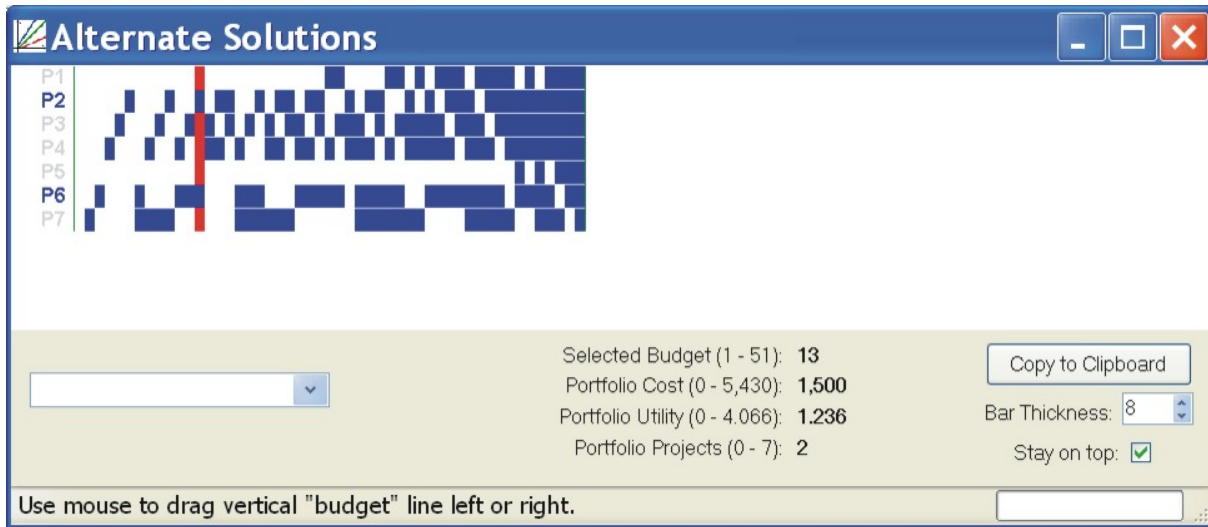 Alternate Solutions
P1
P2
P3
P4
P5
P6
P7
Selected Budget (1 - 51): 13
Portfolio Cost (0 - 5,430): 1,500
Portfolio Utility (0 - 4.066): 1.236
Portfolio Projects (0 - 7): 2
Copy to Clipboard
Bar Thickness: 8
Stay on top:
Use mouse to drag vertical "budget" line left or right.